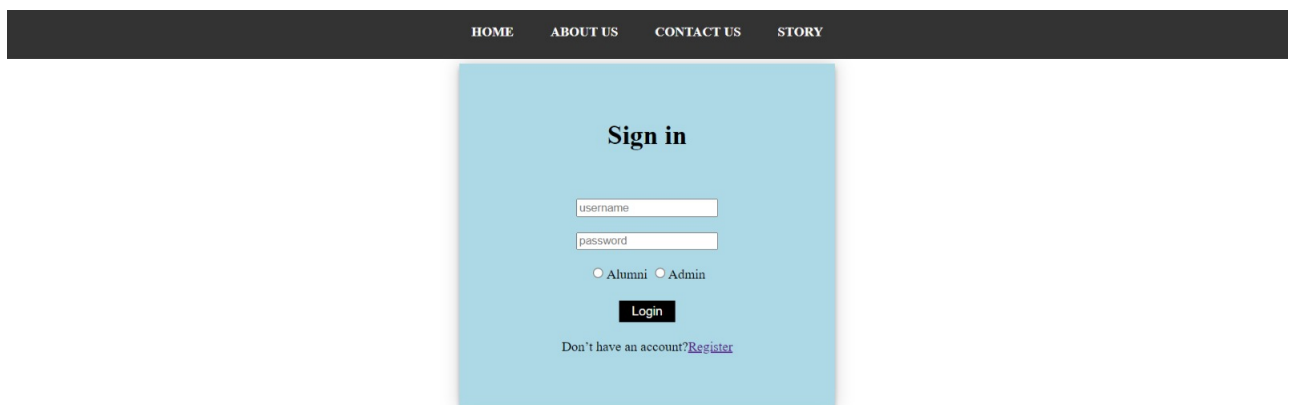 HOME ABOUT US CONTACT US STORY
Sign in
username
password
Alumni Admin
Login
Don't have an account?Register